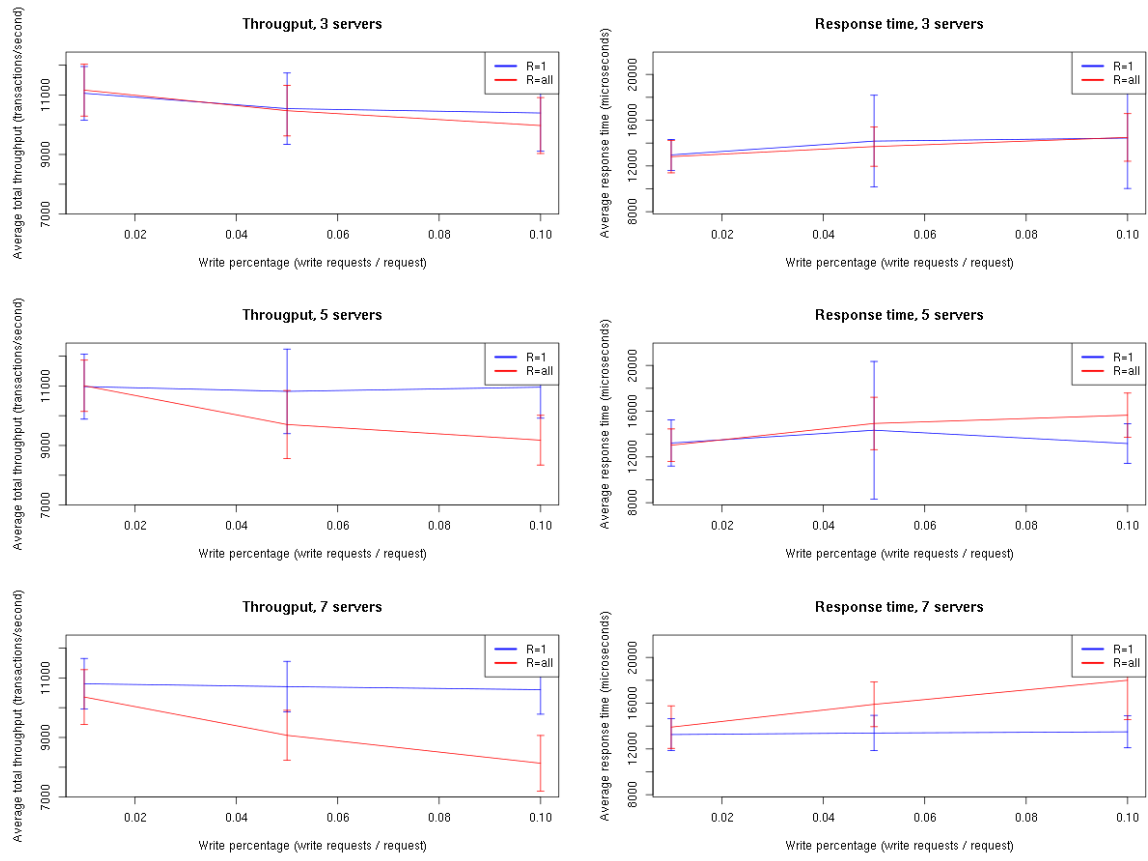 Througput, 3 servers
Average total throughput (transactions/second)
11000
9000
7000
R=1
R=all
0.02
0.04
0.06
0.08
0.10
Write percentage (write requests / request)
Response time, 3 servers
Average response time (microseconds)
20000
16000
12000
8000
R=1
R=all
0.02
0.04
0.06
0.08
0.10
Write percentage (write requests / request)
Througput, 5 servers
Average total throughput (transactions/second)
11000
9000
7000
R=1
R=all
0.02
0.04
0.06
0.08
0.10
Write percentage (write requests / request)
Response time, 5 servers
Average response time (microseconds)
20000
16000
12000
8000
R=1
R=all
0.02
0.04
0.06
0.08
0.10
Write percentage (write requests / request)
Througput, 7 servers
Average total throughput (transactions/second)
11000
9000
7000
R=1
R=all
0.02
0.04
0.06
0.08
0.10
Write percentage (write requests / request)
Response time, 7 servers
Average response time (microseconds)
20000
16000
12000
8000
R=1
R=all
0.02
0.04
0.06
0.08
0.10
Write percentage (write requests / request)